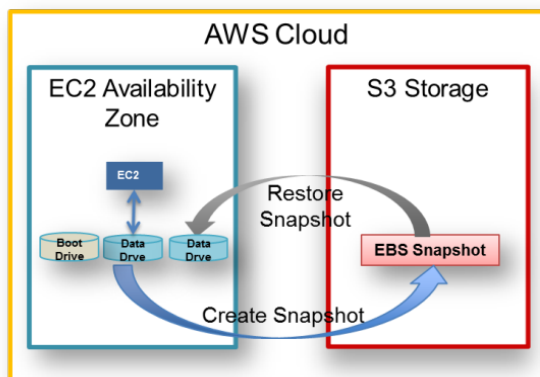 AWS Cloud
EC2 Availability
Zone
S3 Storage
EC2
Restore
Snapshot
Boot
Drive
Data
Drve
Data
Drve
EBS Snapshot
Create Snapshot